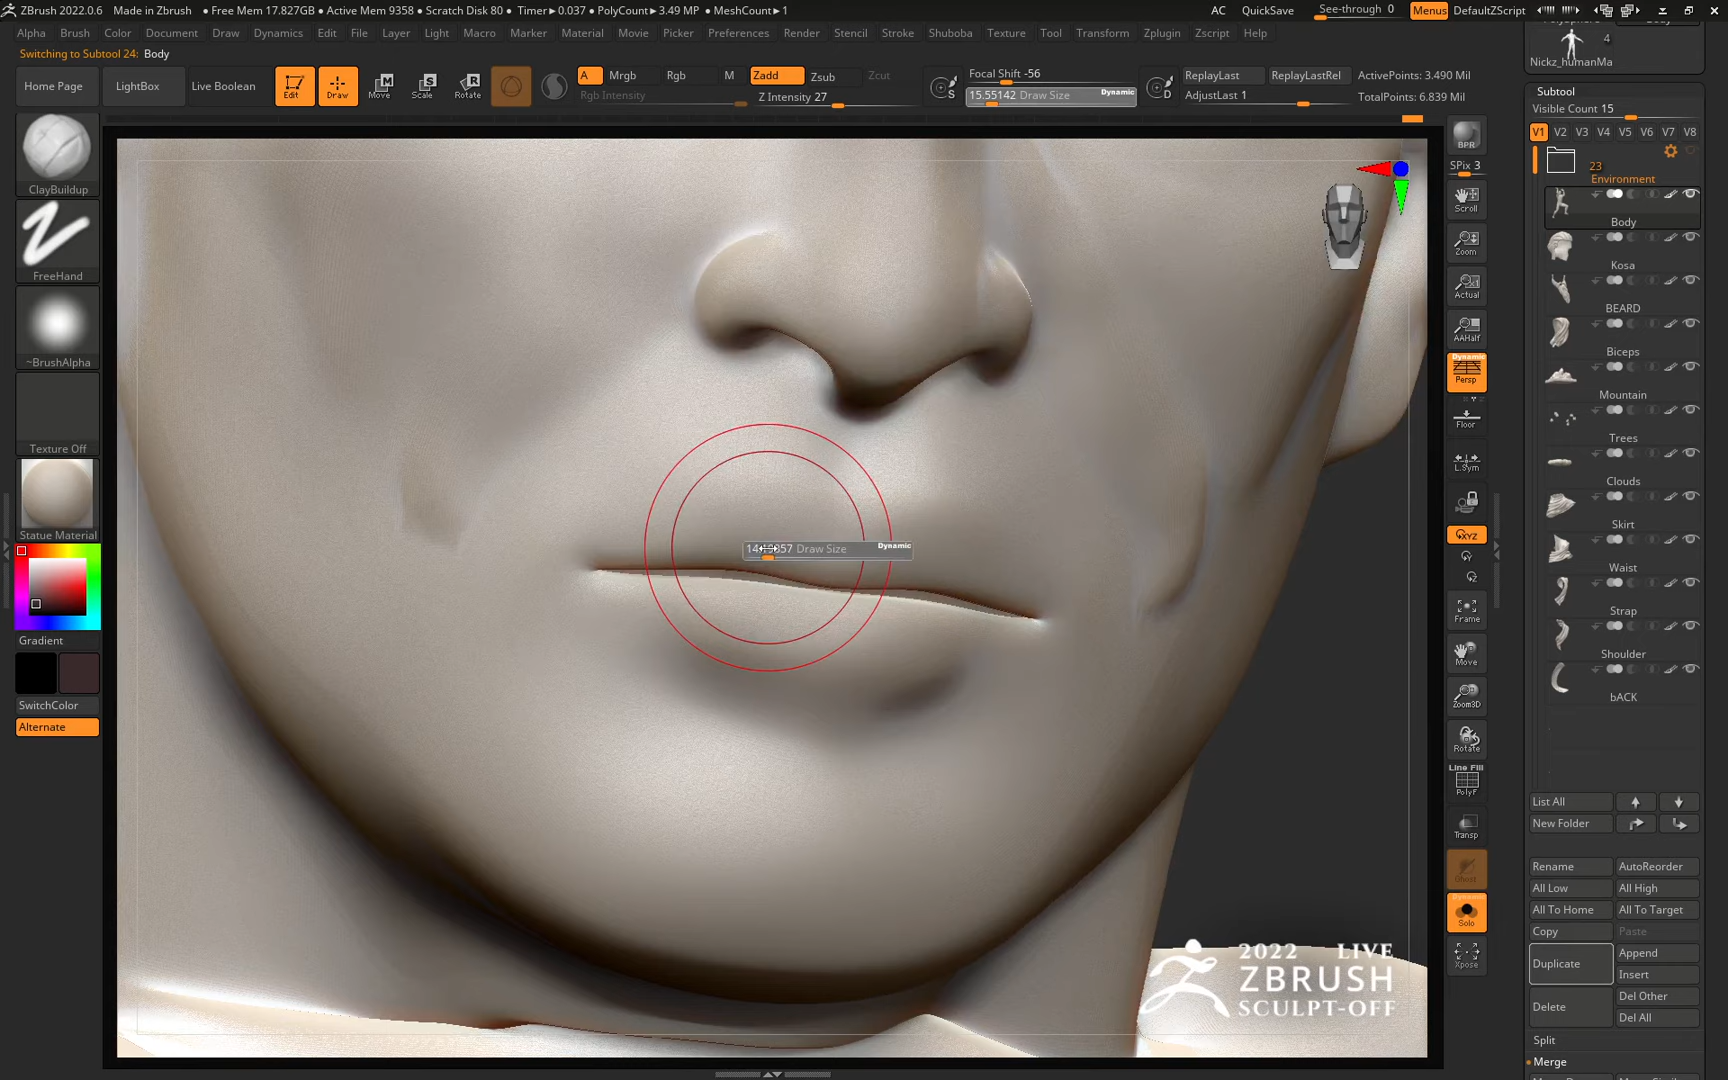 ZBrush 2022.0.6 Made in Zbrush • Free Mem 17.827GB • Active Mem 9358 • Scratch Disk 80 • Timer▸0.037 • PolyCount▸3.49 MP • MeshCount▸1
AC QuickSave See-through 0 Menus DefaultZScript
Alpha Brush Color Document Draw Dynamics Edit File Layer Light Macro Marker Material Movie Picker Preferences Render Stencil Stroke Shuboba Texture Tool Transform Zplugin Zscript Help
Switching to Subtool 24: Body
Home Page
LightBox
Live Boolean
Edit
Draw
Move
Scale
Rotate
A Mrgb Rgb M
Rgb Intensity
Zadd Zsub Zcut
Z Intensity 27
S
Focal Shift -56
15.55142 Draw Size Dynamic
D
ReplayLast ReplayLastRel
AdjustLast 1
ActivePoints: 3.490 Mil
TotalPoints: 6.839 Mil
ClayBuildup
FreeHand
~BrushAlpha
Texture Off
Statue Material
Gradient
SwitchColor
Alternate
Draw Size Dynamic
2022 LIVE
ZBRUSH
SCULPT-OFF
BPR
SPix 3
Scroll
Zoom
Actual
AAHalf
Dynamic
Persp
Floor
L.Sym
XYZ
Y
Z
Frame
Move
Zoom3D
Rotate
Line Fill
PolyF
Transp
Ghost
Dynamic
Solo
Xpose
4
Nickz_humanMa
Subtool
Visible Count 15
V1 V2 V3 V4 V5 V6 V7 V8
23
Environment
Body
Kosa
BEARD
Biceps
Mountain
Trees
Clouds
Skirt
Waist
Strap
Shoulder
bACK
List All
New Folder
Rename AutoReorder
All Low All High
All To Home All To Target
Copy Paste
Duplicate Append
Insert
Delete Del Other
Del All
Split
Merge